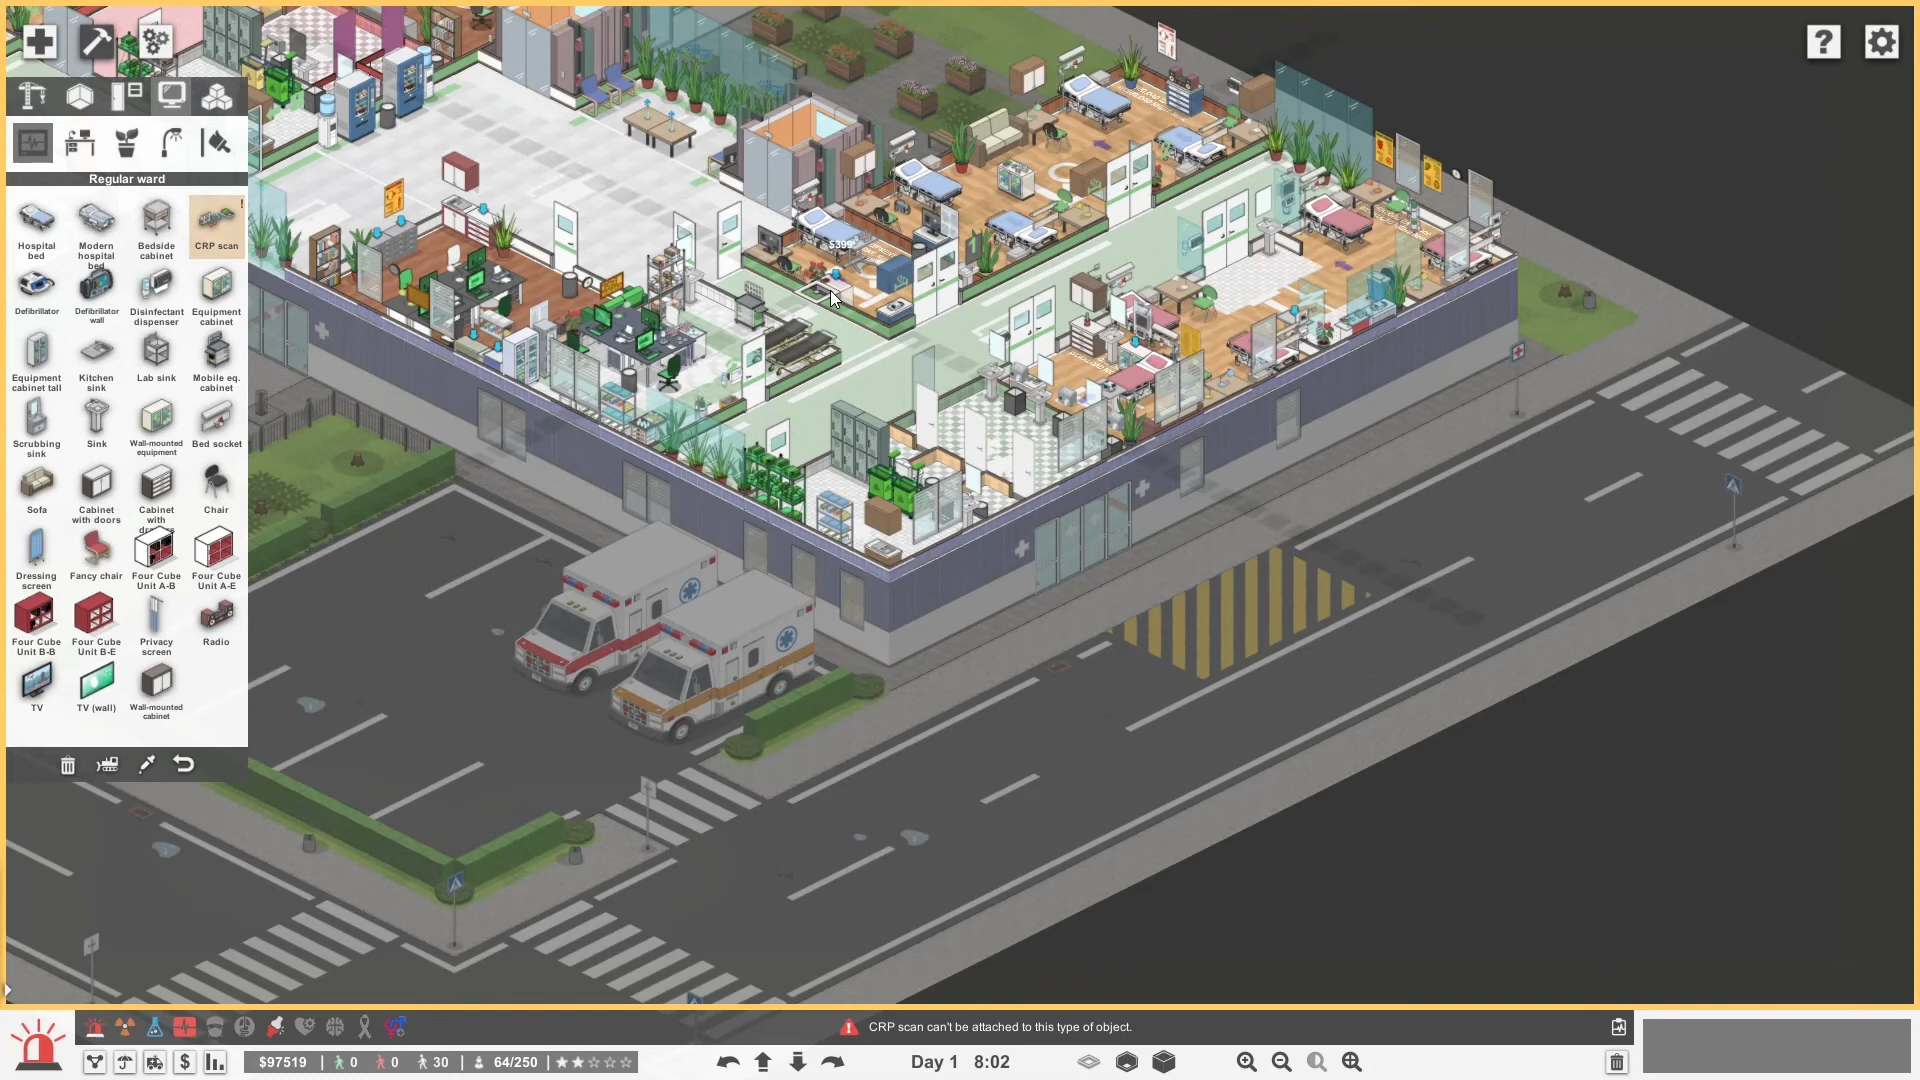 ?
Regular ward
Hospital bed
Modern hospital bed
Bedside cabinet
CRP scan
!
Defibrillator
Defibrillator wall
Disinfectant dispenser
Equipment cabinet
Equipment cabinet tall
Kitchen sink
Lab sink
Mobile eq. cabinet
Scrubbing sink
Sink
Wall-mounted equipment
Bed socket
Sofa
Cabinet with doors
Cabinet with
Chair
Dressing screen
Fancy chair
Four Cube Unit A-B
Four Cube Unit A-E
Four Cube Unit B-B
Four Cube Unit B-E
Privacy screen
Radio
TV
TV (wall)
Wall-mounted cabinet
$399
CRP scan can't be attached to this type of object.
$
$97519 | 0 0 30 | 64/250 |
Day 1 8:02